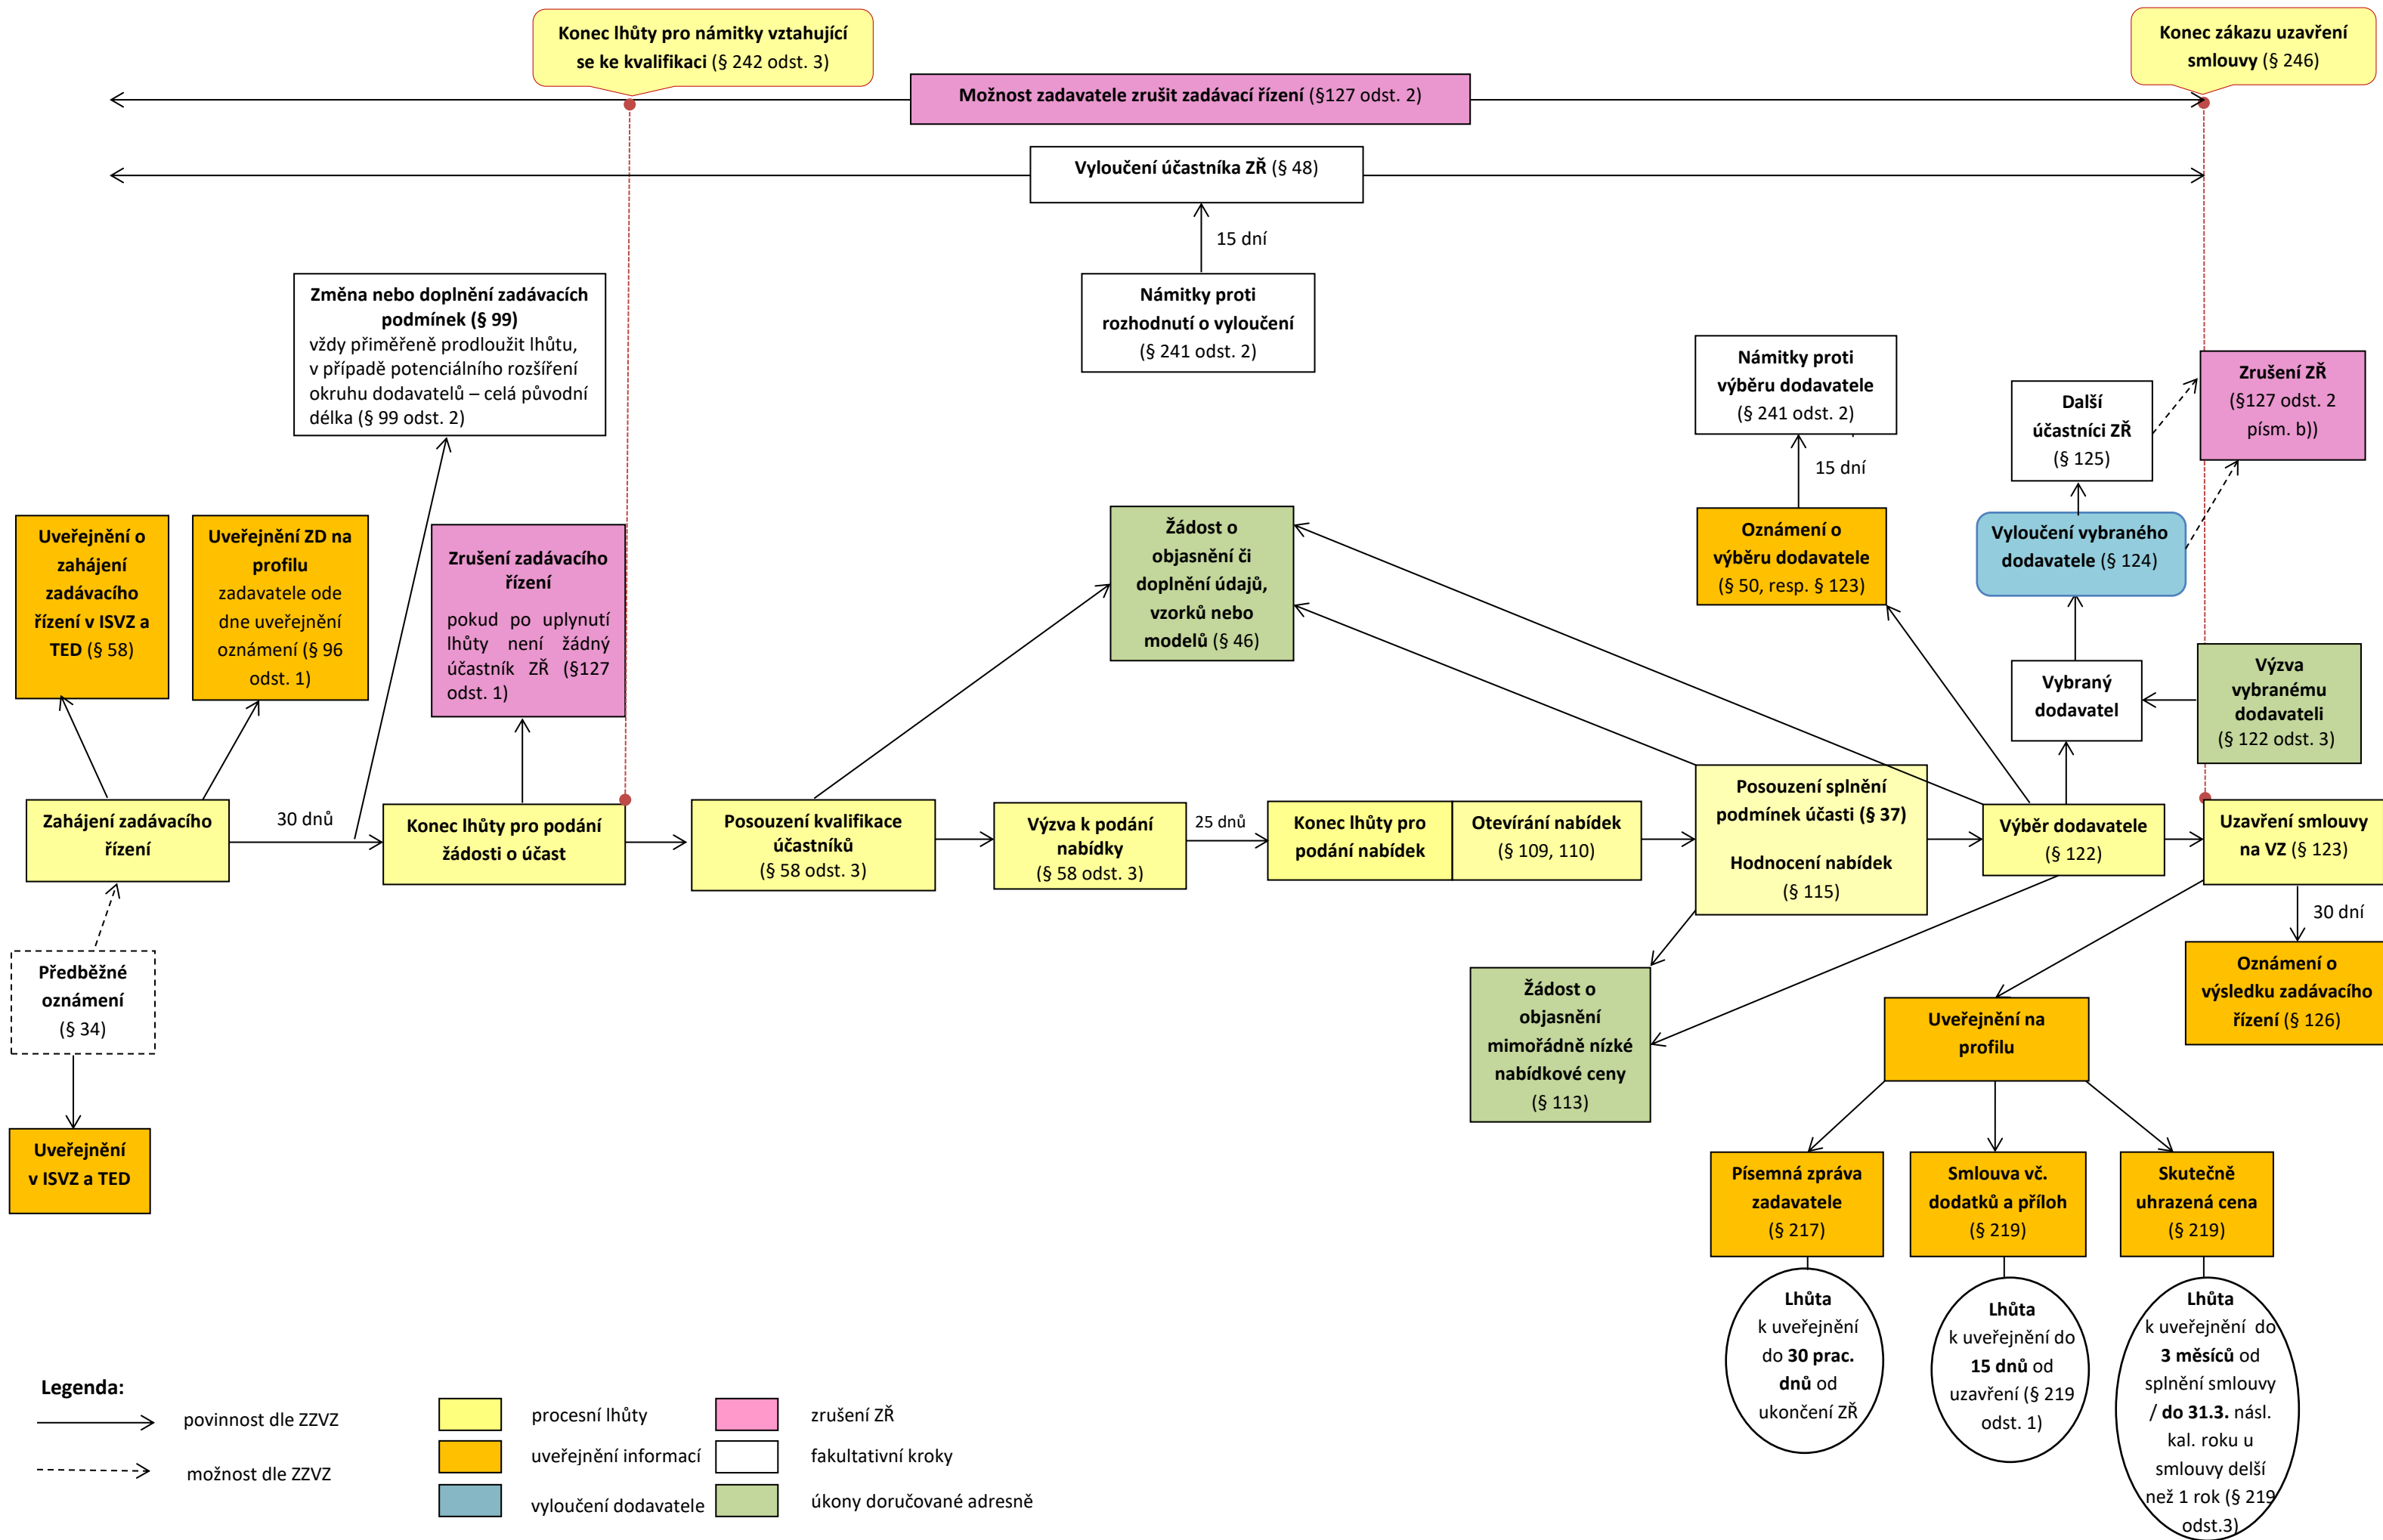 Konec lhůty pro námitky vztahující
se ke kvalifikaci (§ 242 odst. 3)
Konec zákazu uzavření
smlouvy (§ 246)
Možnost zadavatele zrušit zadávací řízení (§127 odst. 2)
Vyloučení účastníka ZŘ (§ 48)
15 dní
Změna nebo doplnění zadávacích
podmínek (§ 99)
vždy přiměřeně prodloužit lhůtu,
v případě potenciálního rozšíření
okruhu dodavatelů – celá původní
délka (§ 99 odst. 2)
Námitky proti
rozhodnutí o vyloučení
(§ 241 odst. 2)
Námitky proti
výběru dodavatele
(§ 241 odst. 2)
15 dní
Další
účastníci ZŘ
(§ 125)
Zrušení ZŘ
(§127 odst. 2
písm. b))
Uveřejnění o
zahájení
zadávacího
řízení v ISVZ a
TED (§ 58)
Uveřejnění ZD na
profilu
zadavatele ode
dne uveřejnění
oznámení (§ 96
odst. 1)
Zrušení zadávacího
řízení
pokud po uplynutí
lhůty není žádný
účastník ZŘ (§127
odst. 1)
Žádost o
objasnění či
doplnění údajů,
vzorků nebo
modelů (§ 46)
Oznámení o
výběru dodavatele
(§ 50, resp. § 123)
Vyloučení vybraného
dodavatele (§ 124)
Vybraný
dodavatel
Výzva
vybranému
dodavateli
(§ 122 odst. 3)
Zahájení zadávacího
řízení
30 dnů
Konec lhůty pro podání
žádosti o účast
Posouzení kvalifikace
účastníků
(§ 58 odst. 3)
Výzva k podání
nabídky
(§ 58 odst. 3)
25 dnů
Konec lhůty pro
podání nabídek
Otevírání nabídek
(§ 109, 110)
Posouzení splnění
podmínek účasti (§ 37)
Hodnocení nabídek
(§ 115)
Výběr dodavatele
(§ 122)
Uzavření smlouvy
na VZ (§ 123)
30 dní
Předběžné
oznámení
(§ 34)
Uveřejnění
v ISVZ a TED
Žádost o
objasnění
mimořádně nízké
nabídkové ceny
(§ 113)
Uveřejnění na
profilu
Oznámení o
výsledku zadávacího
řízení (§ 126)
Písemná zpráva
zadavatele
(§ 217)
Smlouva vč.
dodatků a příloh
(§ 219)
Skutečně
uhrazená cena
(§ 219)
Lhůta
k uveřejnění
do 30 prac.
dnů od
ukončení ZŘ
Lhůta
k uveřejnění do
15 dnů od
uzavření (§ 219
odst. 1)
Lhůta
k uveřejnění do
3 měsíců od
splnění smlouvy
/ do 31.3. násl.
kal. roku u
smlouvy delší
než 1 rok (§ 219
odst.3)
Legenda:
povinnost dle ZZVZ
možnost dle ZZVZ
procesní lhůty
uveřejnění informací
vyloučení dodavatele
zrušení ZŘ
fakultativní kroky
úkony doručované adresně